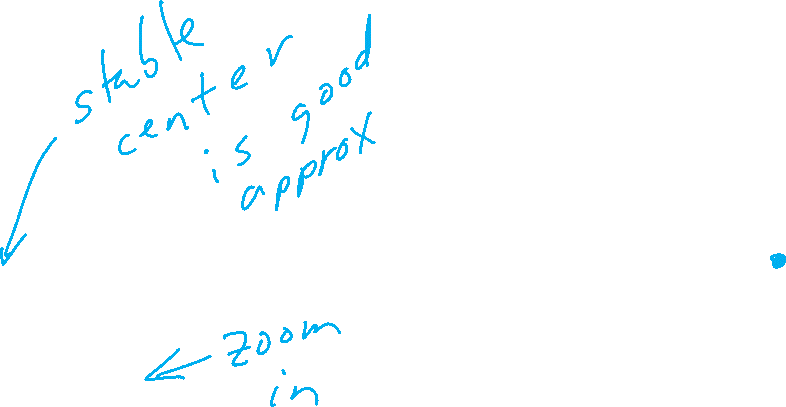 stable
center
is good
approx
zoom
in